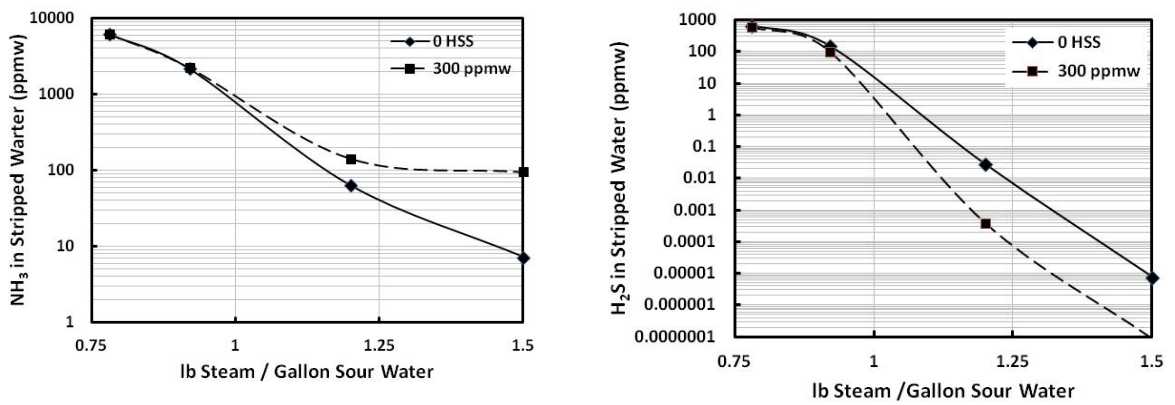 NH3 in Stripped Warter (ppmw)
10000
1000
100
10
1
0 HSS
300 ppmw
0.75 1 1.25 1.5
lb Steam / Gallon Sour Water
H2S in Stripped Water (ppmw)
1000
100
10
1
0.1
0.01
0.001
0.0001
0.00001
0.000001
0.0000001
0 HSS
300 ppmw
0.75 1 1.25 1.5
lb Steam /Gallon Sour Water